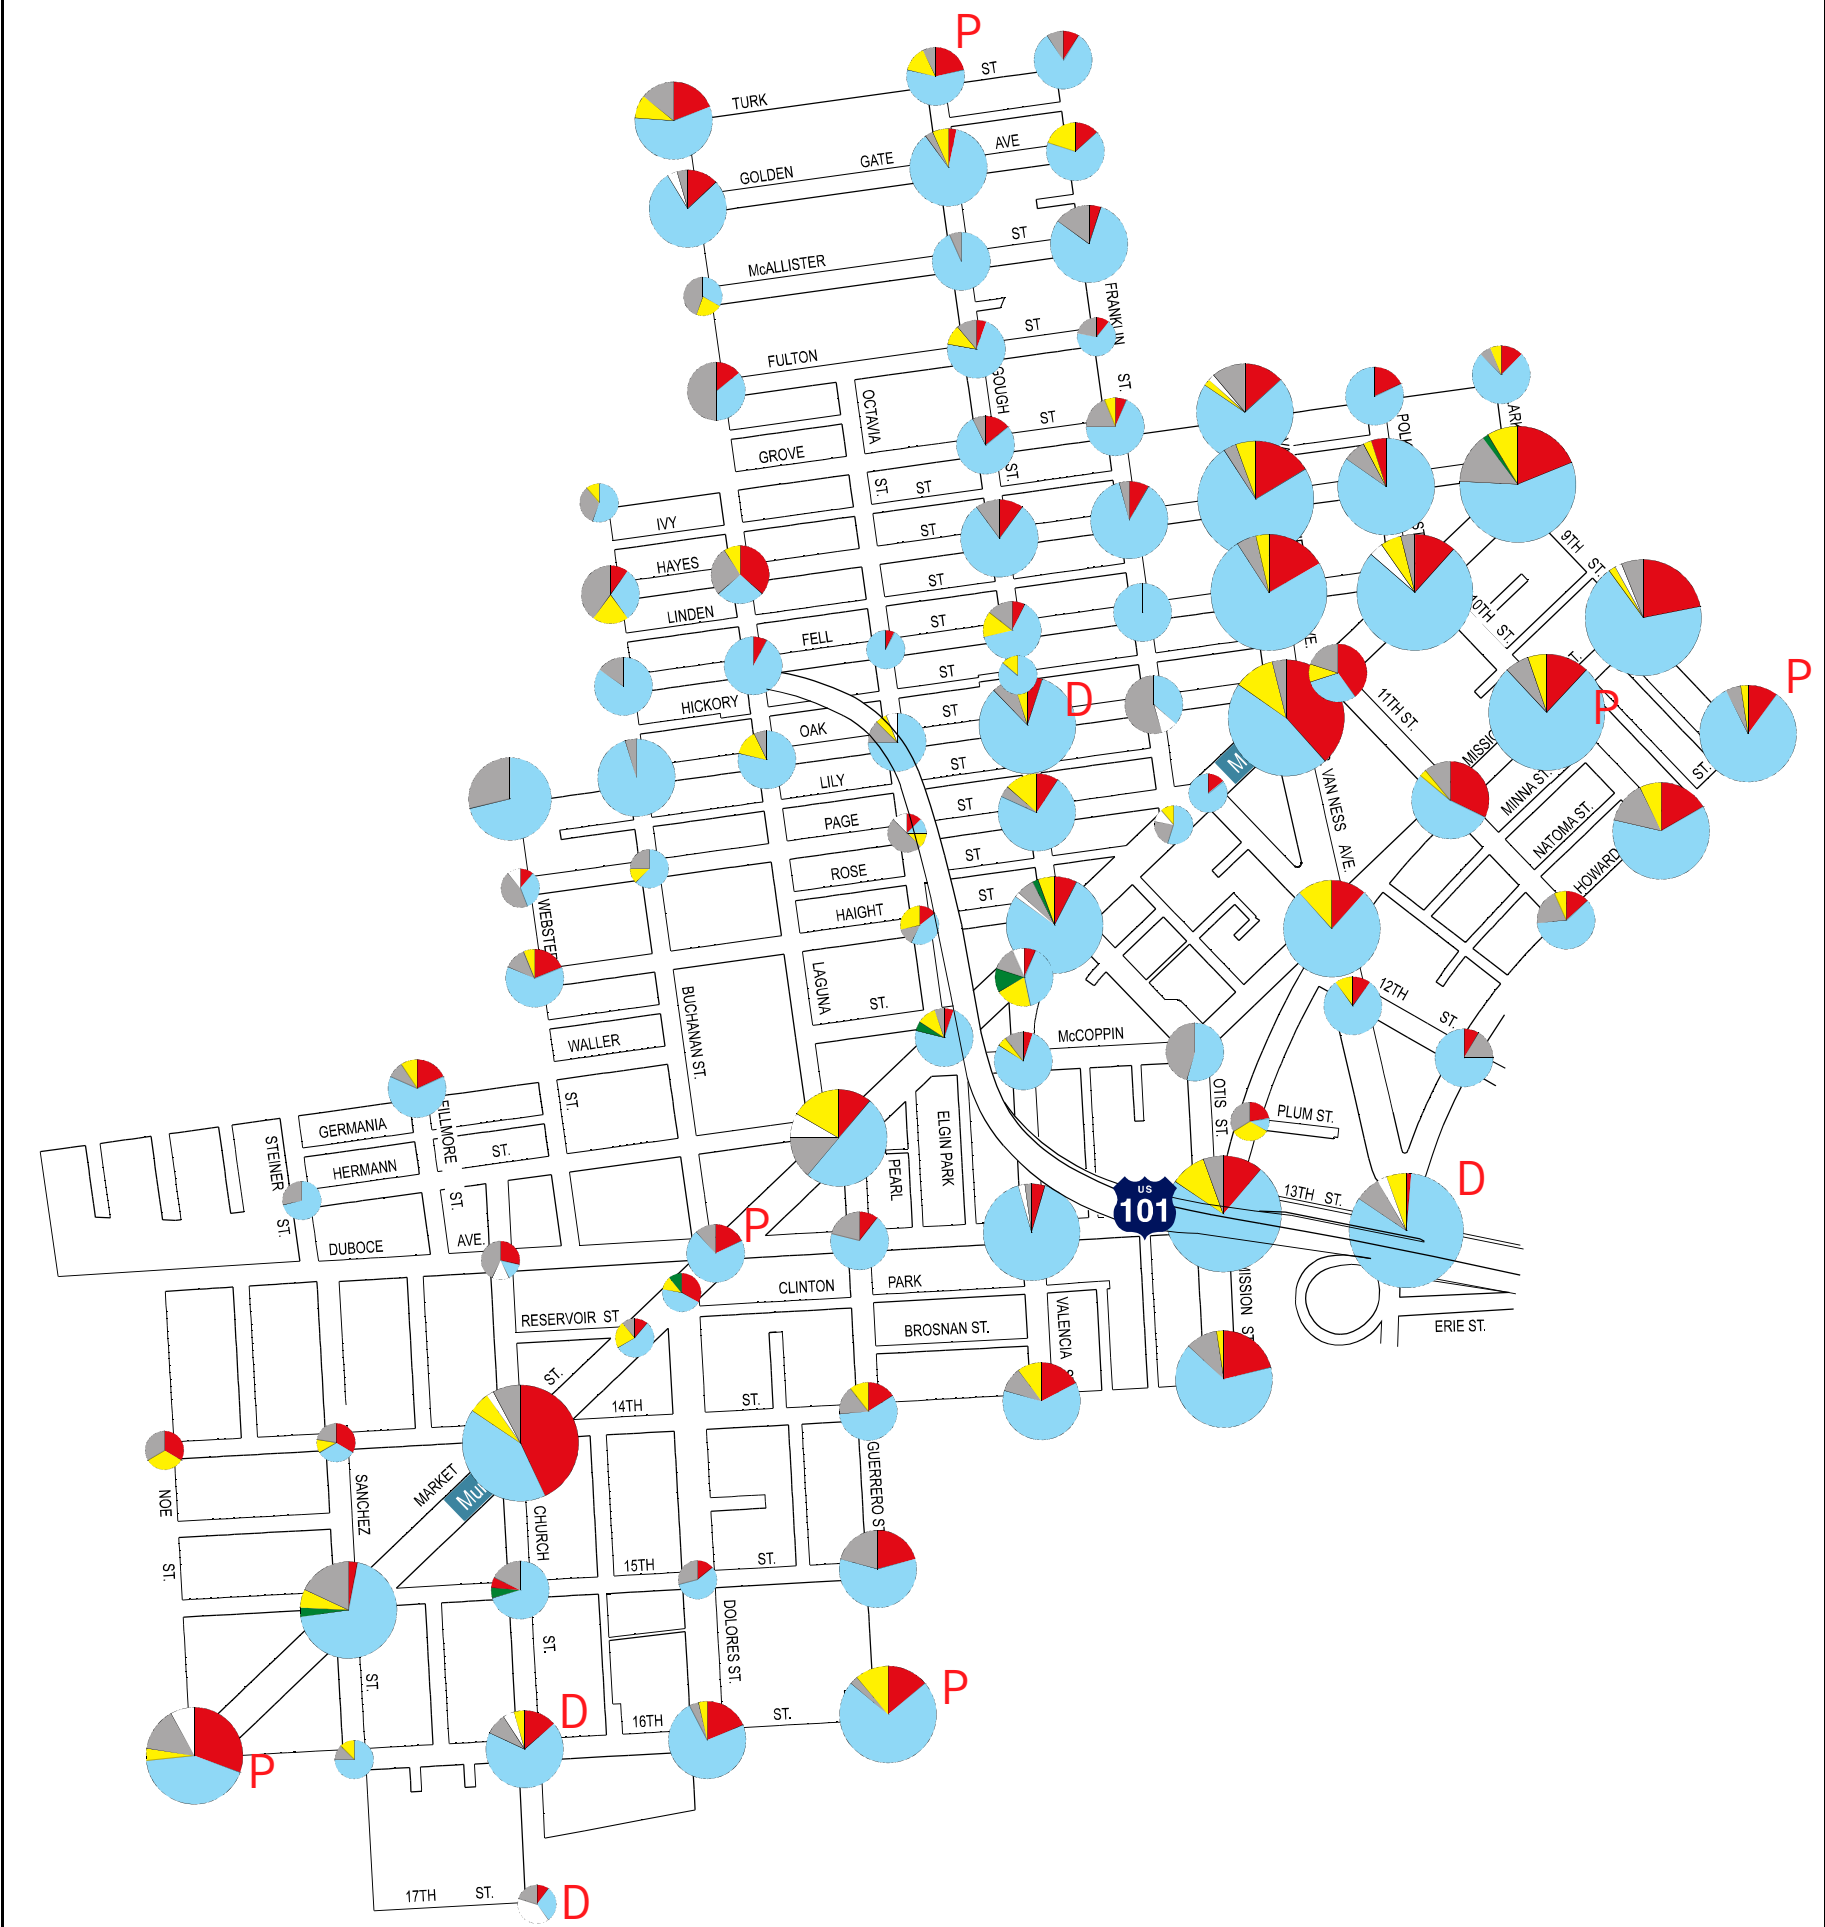 P
ST
TURK
AVE
GATE
GOLDEN
ST
McALLISTER
FRANKLIN
ST
FULTON
GOUGH
ST.
OCTAVIA
ST
GROVE
ST.
ST.
ST
IVY
ST
9TH
ST.
HAYES
ST
10TH
ST.
LINDEN
ST
FELL
ST
P
HICKORY
D
P
11TH ST.
ST
OAK
ST
LILY
ST.
MINNA ST.
VAN NESS
AVE.
ST
PAGE
NATOMA ST.
ST
ROSE
HOWARD
ST
HAIGHT
WEBSTER
LAGUNA
ST.
12TH
ST.
BUCHANAN ST.
McCOPPIN
WALLER
OTIS
ST.
ST.
PLUM ST.
GERMANIA
FILLMORE
ELGIN PARK
STEINER
ST.
HERMANN
ST.
PEARL
D
US
101
13TH ST.
ST.
AVE.
DUBOCE
P
CLINTON
PARK
RESERVOIR ST
BROSNAN ST.
VALENCIA
ERIE ST.
ST.
14TH
ST.
GUERRERO
MARKET
NOE
SANCHEZ
CHURCH
ST.
15TH
ST.
DOLORES ST.
ST.
ST.
P
D
16TH
ST.
P
17TH
ST.
D